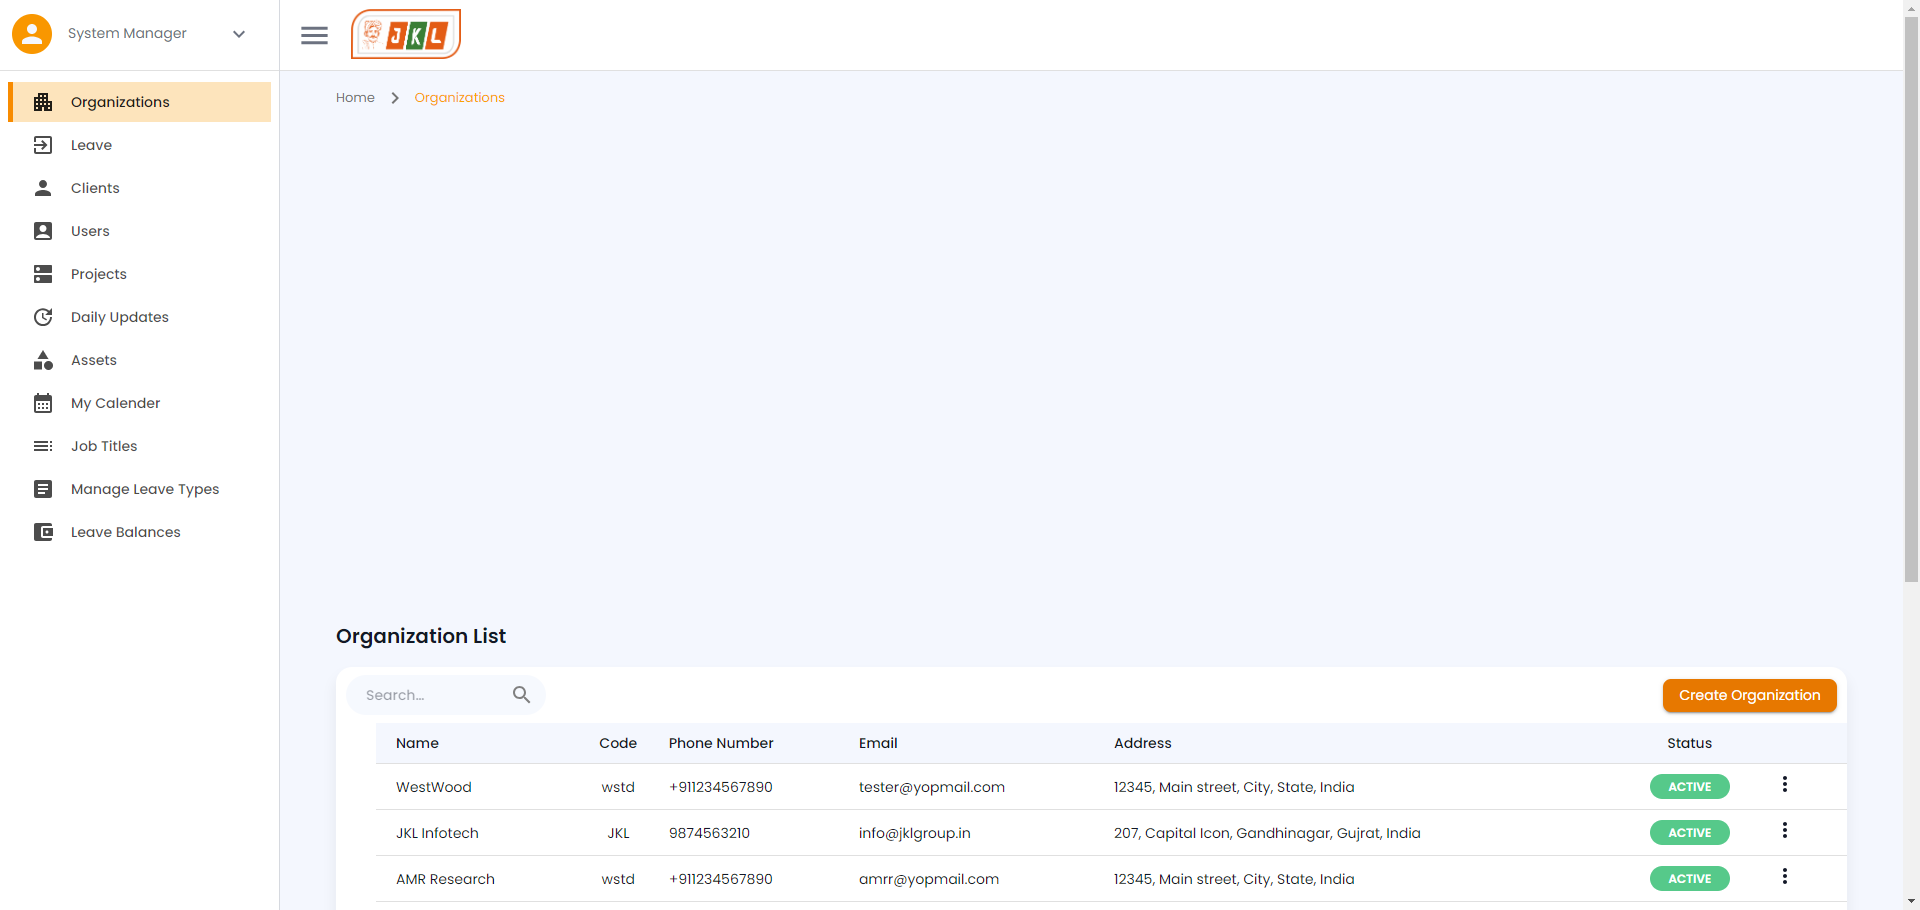 System Manager
JKL
Organizations
Leave
Clients
Users
Projects
Daily Updates
Assets
My Calender
Job Titles
Manage Leave Types
Leave Balances
Home > Organizations
Organization List
Search...
Create Organization
Name Code Phone Number Email Address Status
WestWood wstd +911234567890 tester@yopmail.com 12345, Main street, City, State, India ACTIVE
JKL Infotech JKL 9874563210 info@jklgroup.in 207, Capital Icon, Gandhinagar, Gujrat, India ACTIVE
AMR Research wstd +911234567890 amrr@yopmail.com 12345, Main street, City, State, India ACTIVE